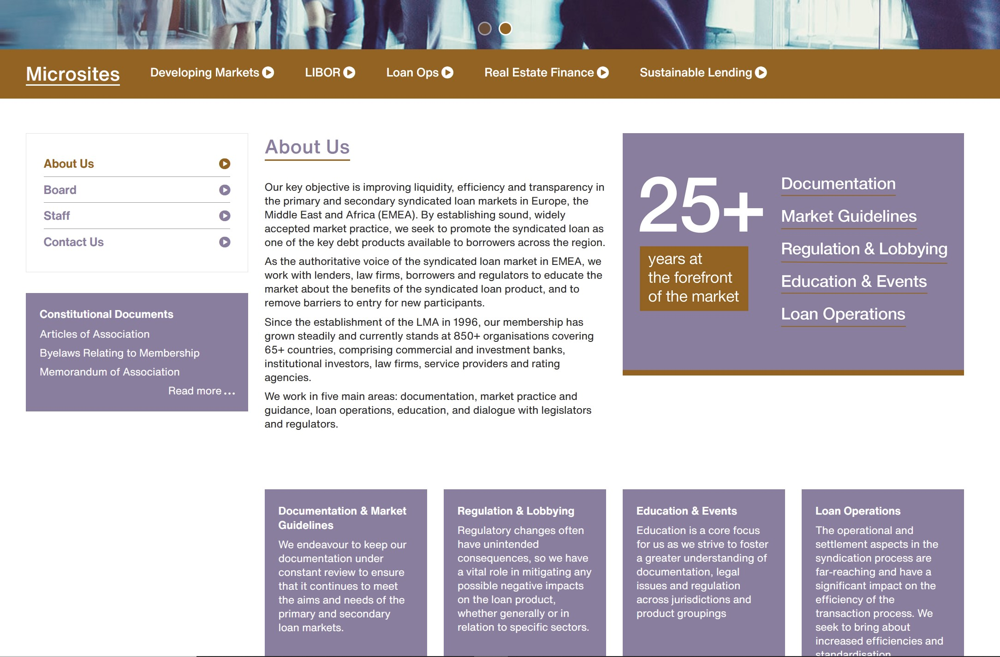 Microsites
Developing Markets
LIBOR
Loan Ops
Real Estate Finance
Sustainable Lending
About Us
Board
Staff
Contact Us
Constitutional Documents
Articles of Association
Byelaws Relating to Membership
Memorandum of Association
Read more ...
About Us
Our key objective is improving liquidity, efficiency and transparency in
the primary and secondary syndicated loan markets in Europe, the
Middle East and Africa (EMEA). By establishing sound, widely
accepted market practice, we seek to promote the syndicated loan as
one of the key debt products available to borrowers across the region.
As the authoritative voice of the syndicated loan market in EMEA, we
work with lenders, law firms, borrowers and regulators to educate the
market about the benefits of the syndicated loan product, and to
remove barriers to entry for new participants.
Since the establishment of the LMA in 1996, our membership has
grown steadily and currently stands at 850+ organisations covering
65+ countries, comprising commercial and investment banks,
institutional investors, law firms, service providers and rating
agencies.
We work in five main areas: documentation, market practice and
guidance, loan operations, education, and dialogue with legislators
and regulators.
25+
years at
the forefront
of the market
Documentation
Market Guidelines
Regulation & Lobbying
Education & Events
Loan Operations
Documentation & Market
Guidelines
We endeavour to keep our
documentation under
constant review to ensure
that it continues to meet
the aims and needs of the
primary and secondary
loan markets.
Regulation & Lobbying
Regulatory changes often
have unintended
consequences, so we have
a vital role in mitigating any
possible negative impacts
on the loan product,
whether generally or in
relation to specific sectors.
Education & Events
Education is a core focus
for us as we strive to foster
a greater understanding of
documentation, legal
issues and regulation
across jurisdictions and
product groupings
Loan Operations
The operational and
settlement aspects in the
syndication process are
far-reaching and have a
significant impact on the
efficiency of the
transaction process. We
seek to bring about
increased efficiencies and
standardisation